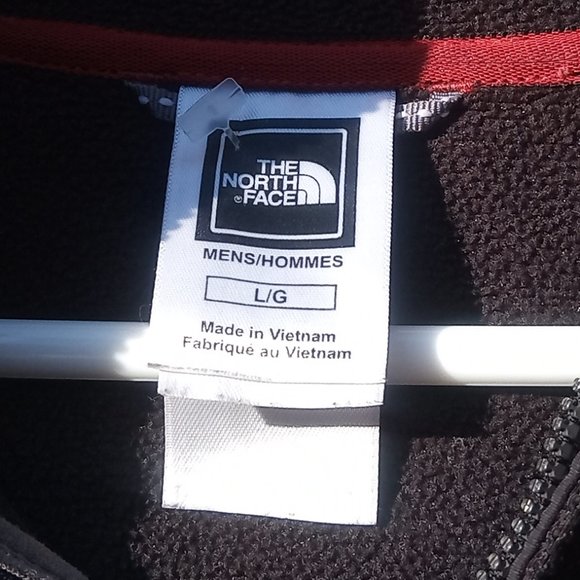 THE
NORTH
FACE
MENS/HOMMES
L/G
Made in Vietnam
Fabriqué au Vietnam